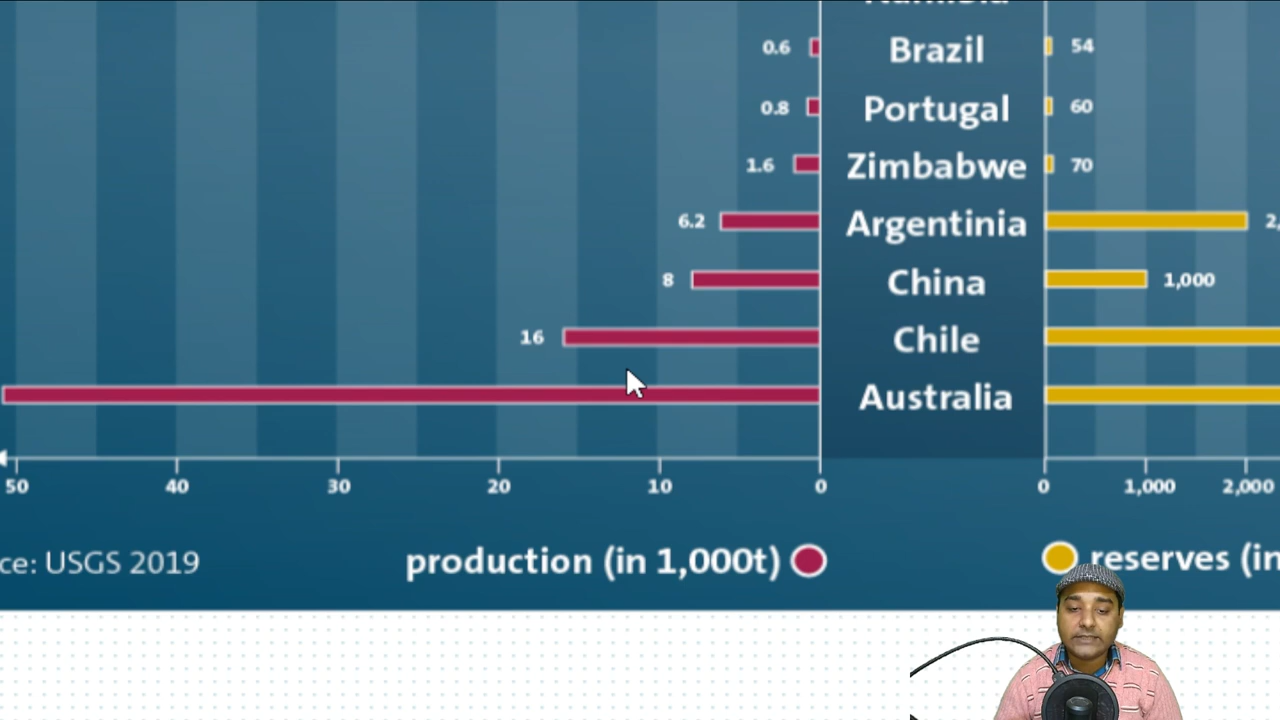 0.6 Brazil 54
0.8 Portugal 60
1.6 Zimbabwe 70
6.2 Argentinia 2,
8 China 1,000
16 Chile
Australia
50 40 30 20 10 0 0 1,000 2,000
ce: USGS 2019 production (in 1,000t) reserves (in